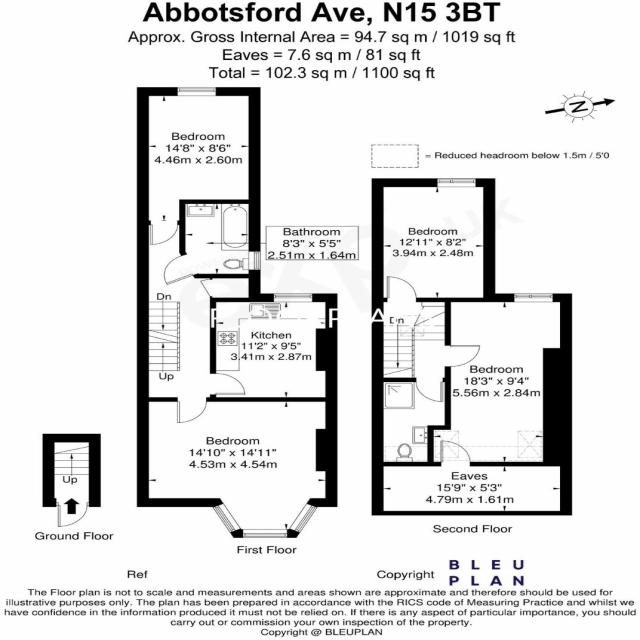 Abbotsford Ave, N15 3BT
Approx. Gross Internal Area = 94.7 sq m / 1019 sq ft
Eaves = 7.6 sq m / 81 sq ft
Total = 102.3 sq m / 1100 sq ft
N
= Reduced headroom below 1.5m / 5'0
Bedroom
14'8" x 8'6"
4.46m x 2.60m
Bathroom
8'3" x 5'5"
2.51m x 1.64m
Dn
Up
Kitchen
11'2" x 9'5"
3.41m x 2.87m
Bedroom
14'10" x 14'11"
4.53m x 4.54m
First Floor
Up
Ground Floor
Bedroom
12'11" x 8'2"
3.94m x 2.48m
Dn
Bedroom
18'3" x 9'4"
5.56m x 2.84m
Eaves
15'9" x 5'3"
4.79m x 1.61m
Second Floor
Ref
Copyright
BLEU
PLAN
The Floor plan is not to scale and measurements and areas shown are approximate and therefore should be used for
illustrative purposes only. The plan has been prepared in accordance with the RICS code of Measuring Practice and whilst we
have confidence in the information produced it must not be relied on. If there is any aspect of particular importance, you should
carry out or commission your own inspection of the property.
Copyright @ BLEUPLAN